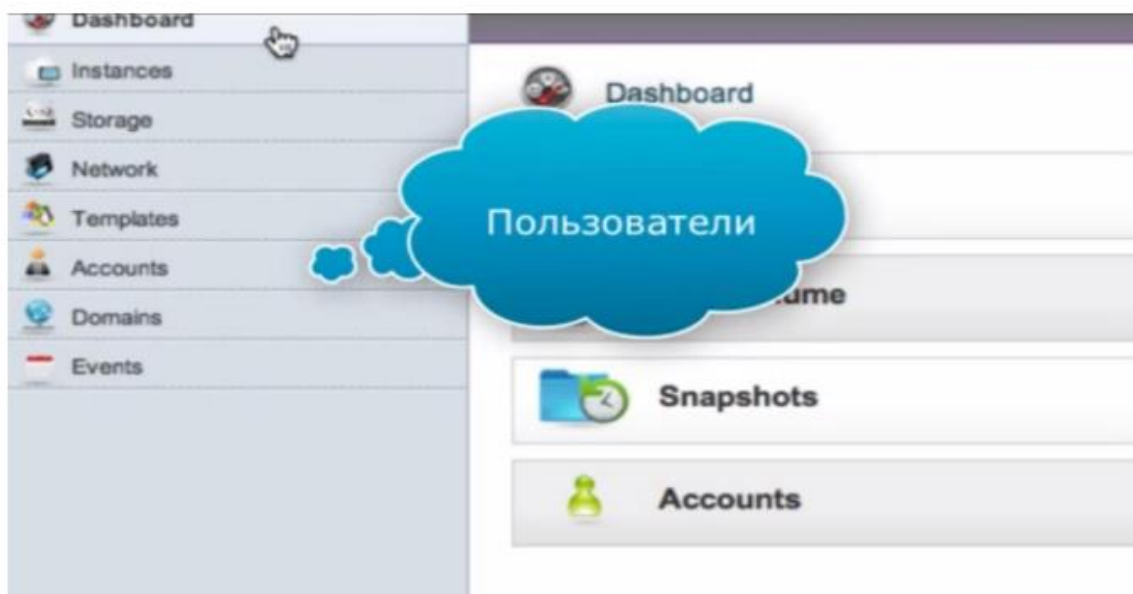 Dashboard
Instances
Storage
Network
Templates
Accounts
Domains
Events
Dashboard
Пользователи
Snapshots
Accounts